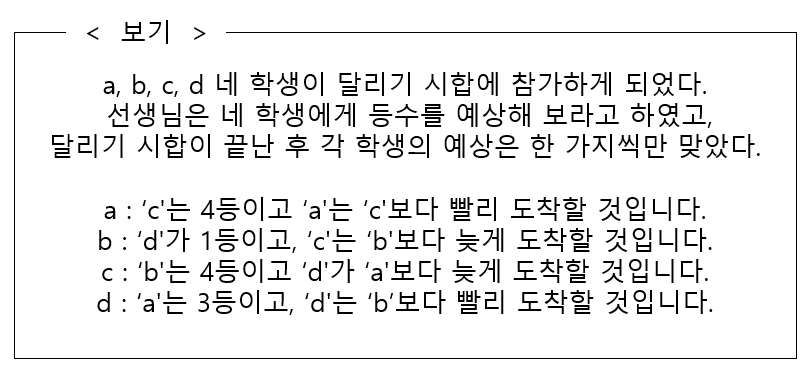 < 보기 >
a, b, c, d 네 학생이 달리기 시합에 참가하게 되었다.
선생님은 네 학생에게 등수를 예상해 보라고 하였고,
달리기 시합이 끝난 후 각 학생의 예상은 한 가지씩만 맞았다.
a : ‘c'는 4등이고 ‘a'는 ‘c'보다 빨리 도착할 것입니다.
b : ‘d'가 1등이고, ‘c'는 ‘b'보다 늦게 도착할 것입니다.
c : ‘b'는 4등이고 ‘d'가 ‘a'보다 늦게 도착할 것입니다.
d : ‘a'는 3등이고, ‘d'는 ‘b’보다 빨리 도착할 것입니다.